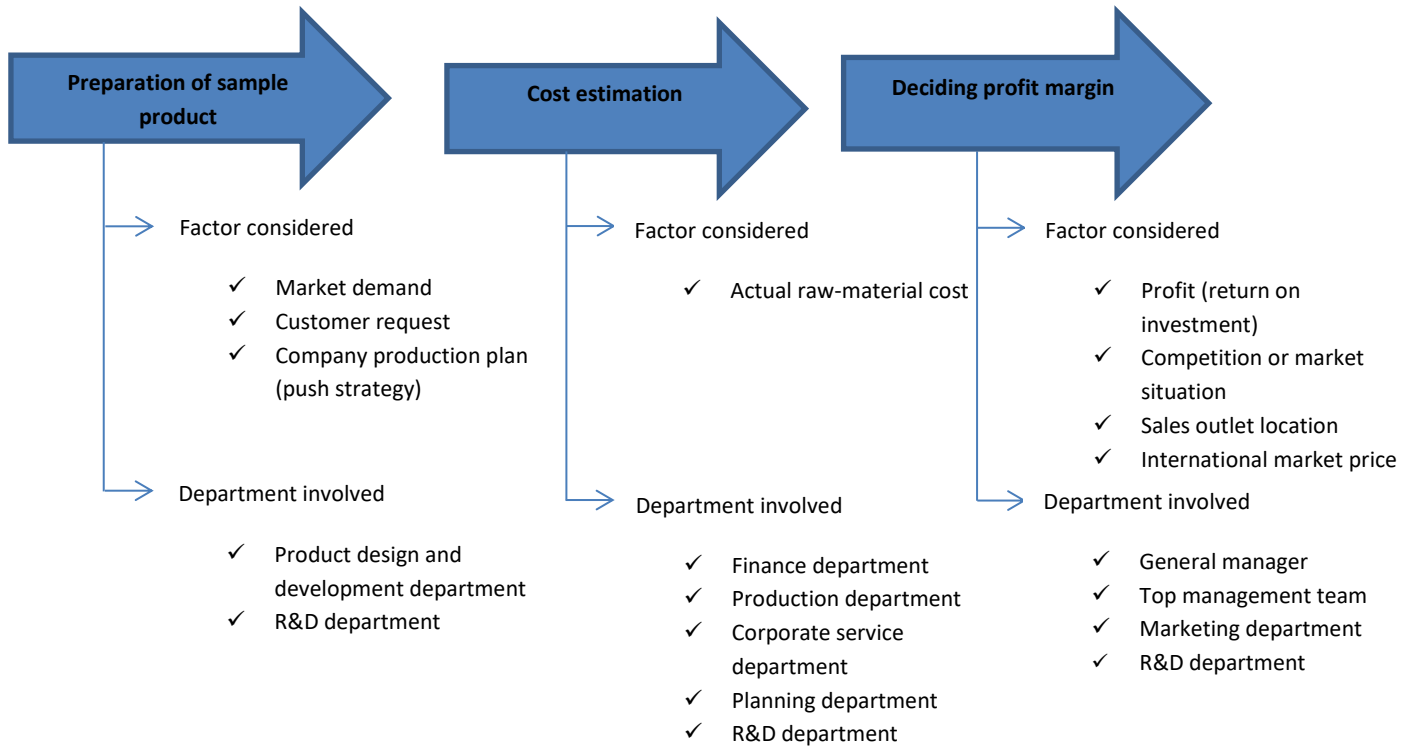 Preparation of sample
product
Factor considered
✓ Market demand
✓ Customer request
✓ Company production plan
(push strategy)
Department involved
✓ Product design and
development department
✓ R&D department
Cost estimation
Factor considered
✓ Actual raw-material cost
Department involved
✓ Finance department
✓ Production department
✓ Corporate service
department
✓ Planning department
✓ R&D department
Deciding profit margin
Factor considered
✓ Profit (return on
investment)
✓ Competition or market
situation
✓ Sales outlet location
✓ International market price
Department involved
✓ General manager
✓ Top management team
✓ Marketing department
✓ R&D department